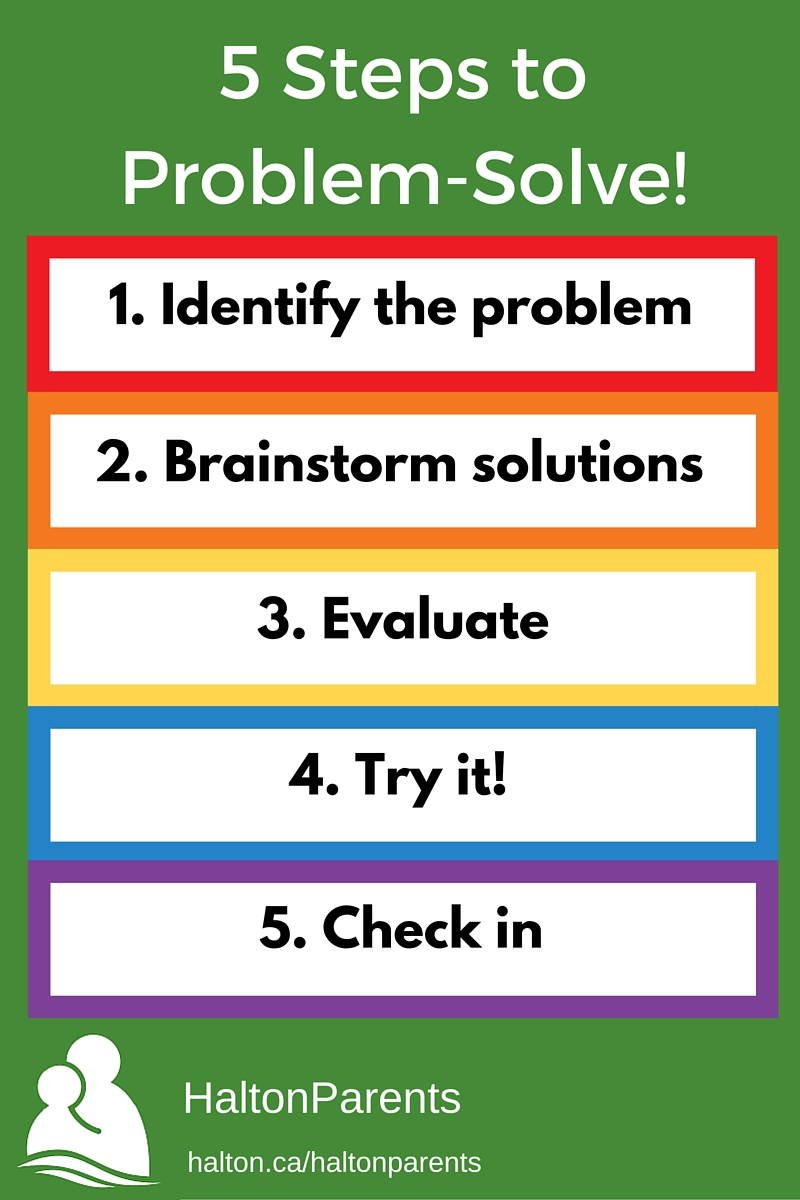 5 Steps to
Problem-Solve!
1. Identify the problem
2. Brainstorm solutions
3. Evaluate
4. Try it!
5. Check in
HaltonParents
halton.ca/haltonparents